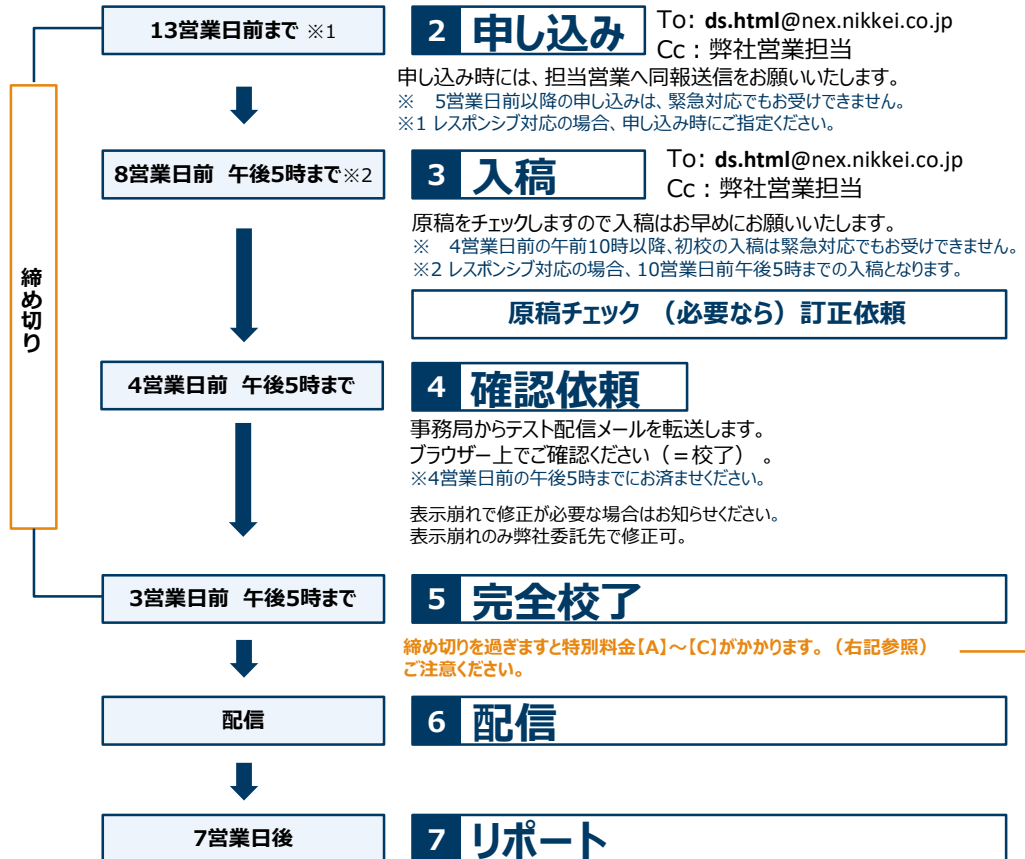 13営業日前まで ※1
2 申し込み
To: ds.html@nex.nikkei.co.jp
Cc：弊社営業担当
申し込み時には、担当営業へ同報送信をお願いいたします。
※　5営業日前以降の申し込みは、緊急対応でもお受けできません。
※1 レスポンシブ対応の場合、申し込み時にご指定ください。
8営業日前　午後5時まで※2
3 入稿
To: ds.html@nex.nikkei.co.jp
Cc：弊社営業担当
原稿をチェックしますので入稿はお早めにお願いいたします。
※　4営業日前の午前10時以降、初校の入稿は緊急対応でもお受けできません。
※2 レスポンシブ対応の場合、10営業日前午後5時までの入稿となります。
原稿チェック　（必要なら）訂正依頼
締め切り
4営業日前　午後5時まで
4 確認依頼
事務局からテスト配信メールを転送します。
ブラウザー上でご確認ください（＝校了）。
※4営業日前の午後5時までにお済ませください。
表示崩れで修正が必要な場合はお知らせください。
表示崩れのみ弊社委託先で修正可。
3営業日前　午後5時まで
5 完全校了
締め切りを過ぎますと特別料金【A】～【C】がかかります。（右記参照）
ご注意ください。
配信
6 配信
7営業日後
7 リポート